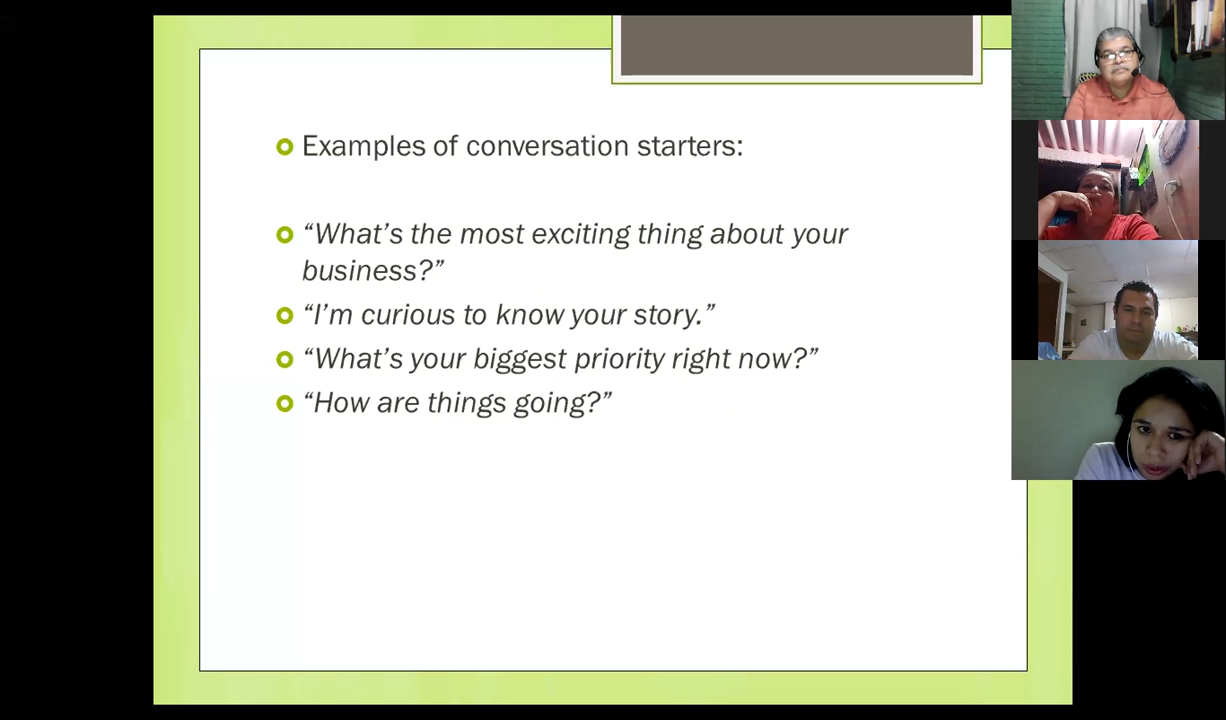 Examples of conversation starters:
“What’s the most exciting thing about your
business?”
“I’m curious to know your story.”
“What’s your biggest priority right now?”
“How are things going?”